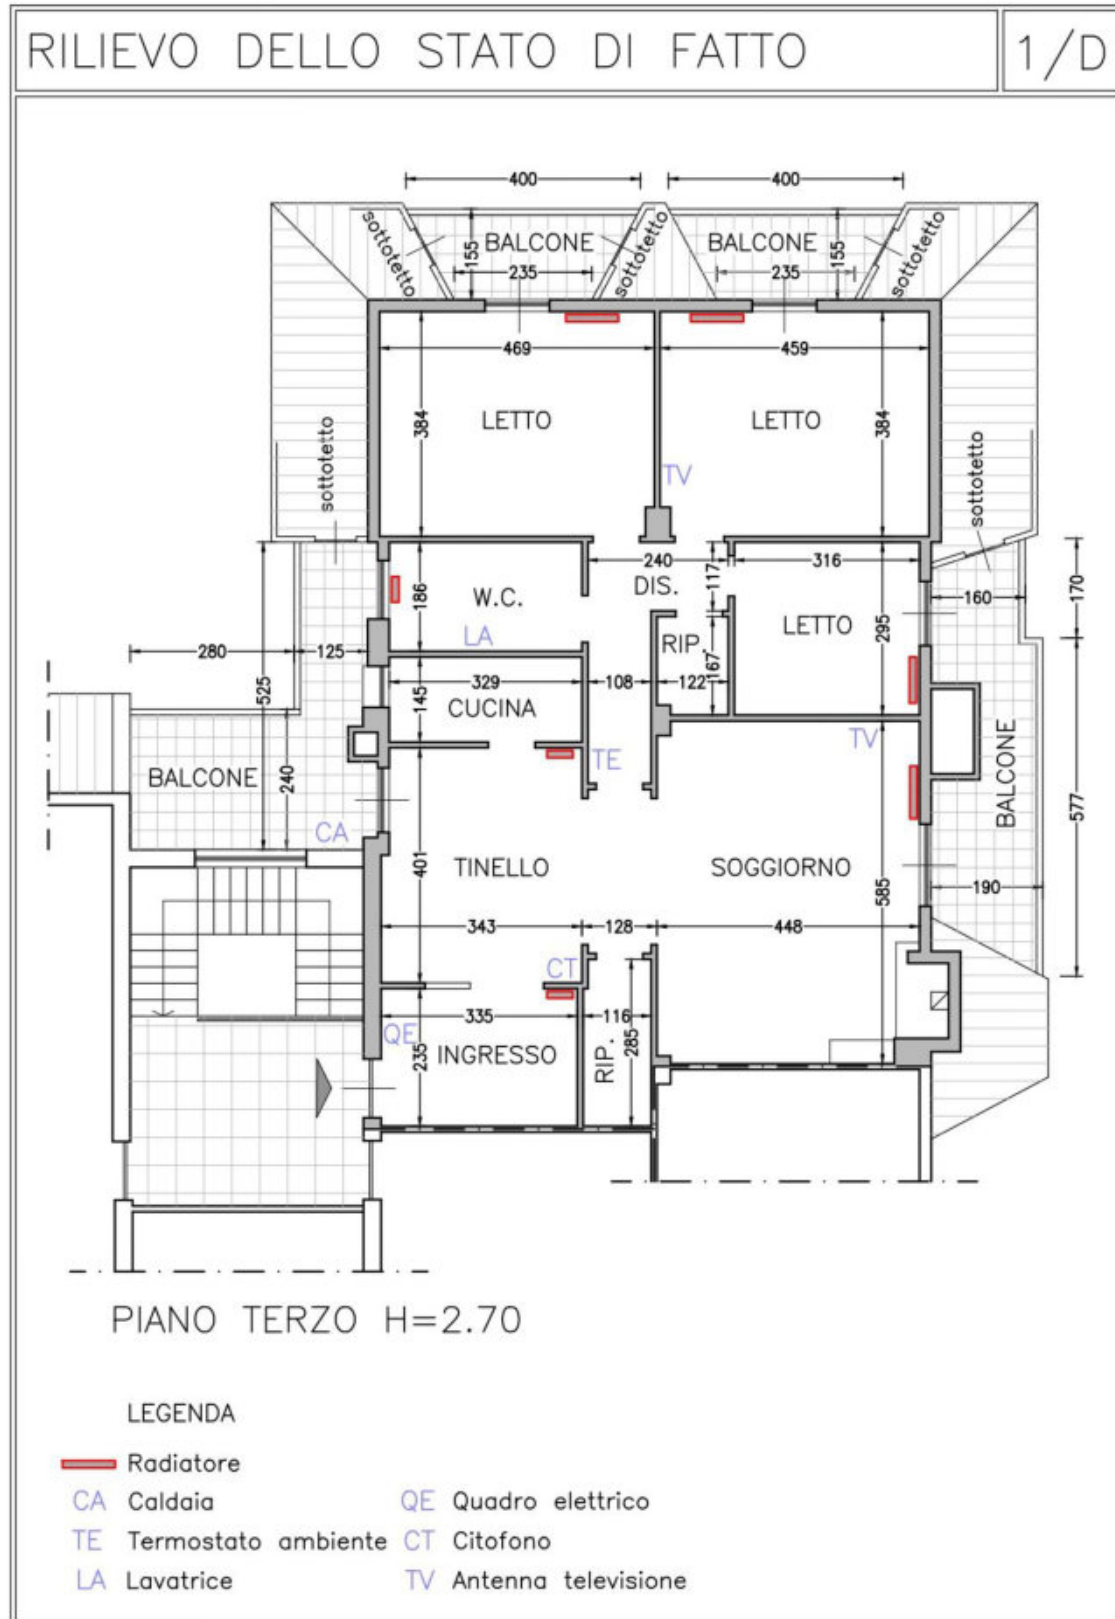 RILIEVO DELLO STATO DI FATTO
1/D
400
400
sottotetto
155
BALCONE
235
sottotetto
BALCONE
235
155
sottotetto
469
459
384
LETTO
LETTO
384
TV
sottotetto
sottotetto
240
316
117
186
W.C.
DIS.
LA
LETTO
295
160
170
280
125
525
RIP.
167
329
108
122
145
CUCINA
TE
TV
BALCONE
240
CA
BALCONE
577
401
TINELLO
SOGGIORNO
585
190
343
128
448
CT
335
116
QE
235
INGRESSO
RIP.
285
PIANO TERZO H=2.70
LEGENDA
Radiatore
CA Caldaia
QE Quadro elettrico
TE Termostato ambiente
CT Citofono
LA Lavatrice
TV Antenna televisione